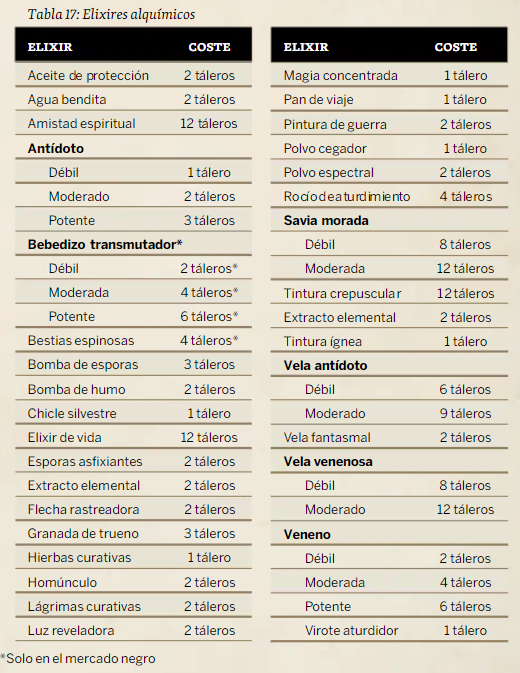 Tabla 17: Elixires alquímicos
ELIXIR COSTE
Aceite de protección 2 táleros
Agua bendita 2 táleros
Amistad espiritual 12 táleros
Antídoto
Débil 1 tálero
Moderado 2 táleros
Potente 3 táleros
Bebedizo transmutador*
Débil 2 táleros*
Moderada 4 táleros*
Potente 6 táleros*
Bestias espinosas 4 táleros*
Bomba de esporas 3 táleros
Bomba de humo 2 táleros
Chicle silvestre 1 tálero
Elixir de vida 12 táleros
Esporas asfixiantes 2 táleros
Extracto elemental 2 táleros
Flecha rastreadora 2 táleros
Granada de trueno 3 táleros
Hierbas curativas 1 tálero
Homúnculo 2 táleros
Lágrimas curativas 2 táleros
Luz reveladora 2 táleros
*Solo en el mercado negro
ELIXIR COSTE
Magia concentrada 1 tálero
Pan de viaje 1 tálero
Pintura de guerra 2 táleros
Polvo cegador 1 tálero
Polvo espectral 2 táleros
Rocío de aturdimiento 4 táleros
Savia morada
Débil 8 táleros
Moderada 12 táleros
Tintura crepuscular 12 táleros
Extracto elemental 2 táleros
Tintura ígnea 1 tálero
Vela antídoto
Débil 6 táleros
Moderado 9 táleros
Vela fantasmal 2 táleros
Vela venenosa
Débil 8 táleros
Moderado 12 táleros
Veneno
Débil 2 táleros
Moderada 4 táleros
Potente 6 táleros
Virote aturdidor 1 tálero